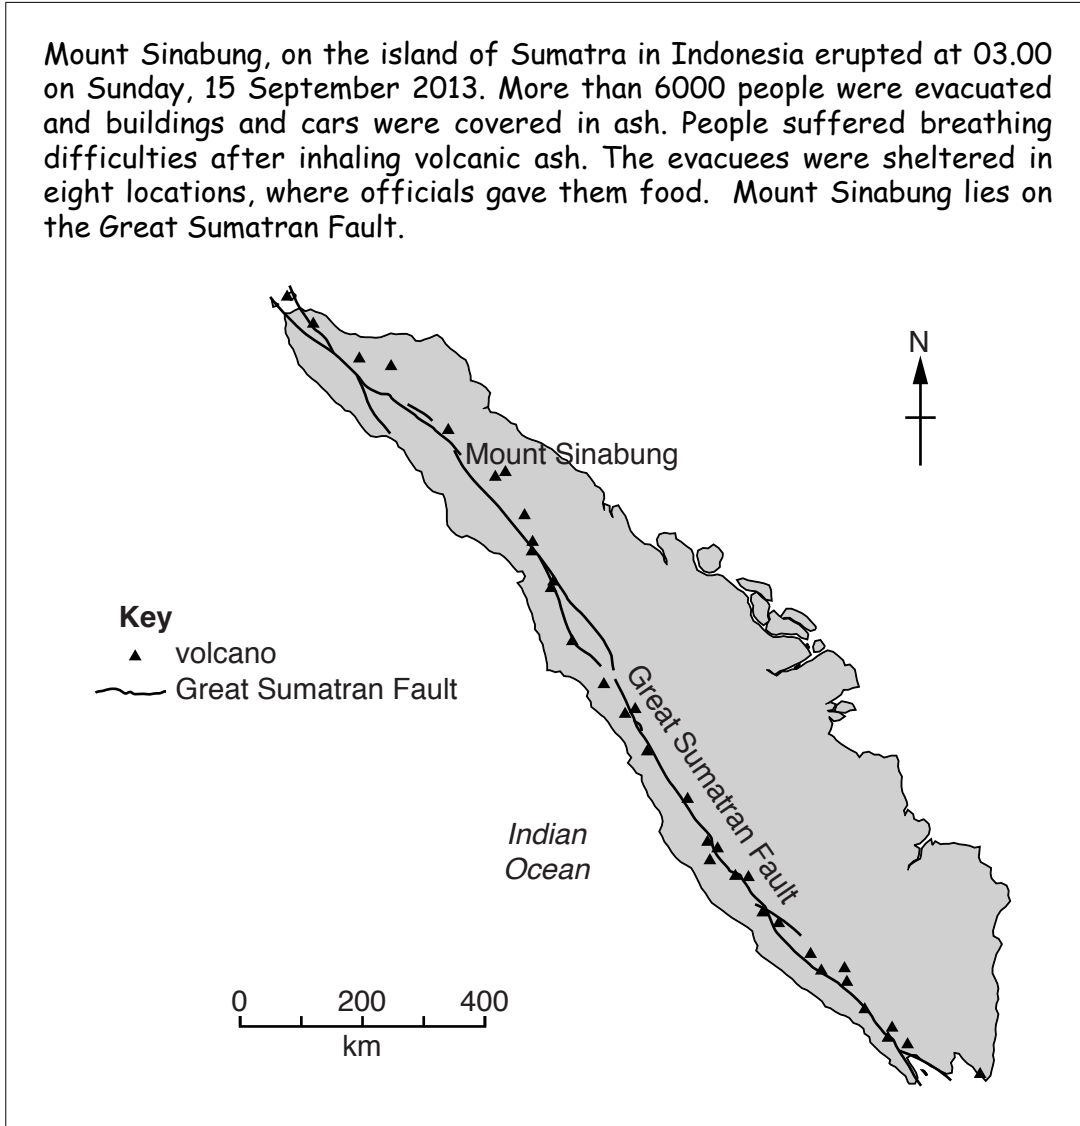 Mount Sinabung, on the island of Sumatra in Indonesia erupted at 03.00
on Sunday, 15 September 2013. More than 6000 people were evacuated
and buildings and cars were covered in ash. People suffered breathing
difficulties after inhaling volcanic ash. The evacuees were sheltered in
eight locations, where officials gave them food. Mount Sinabung lies on
the Great Sumatran Fault.
N
Mount Sinabung
Key
volcano
Great Sumatran Fault
Great Sumatran Fault
Indian
Ocean
0 200 400
km